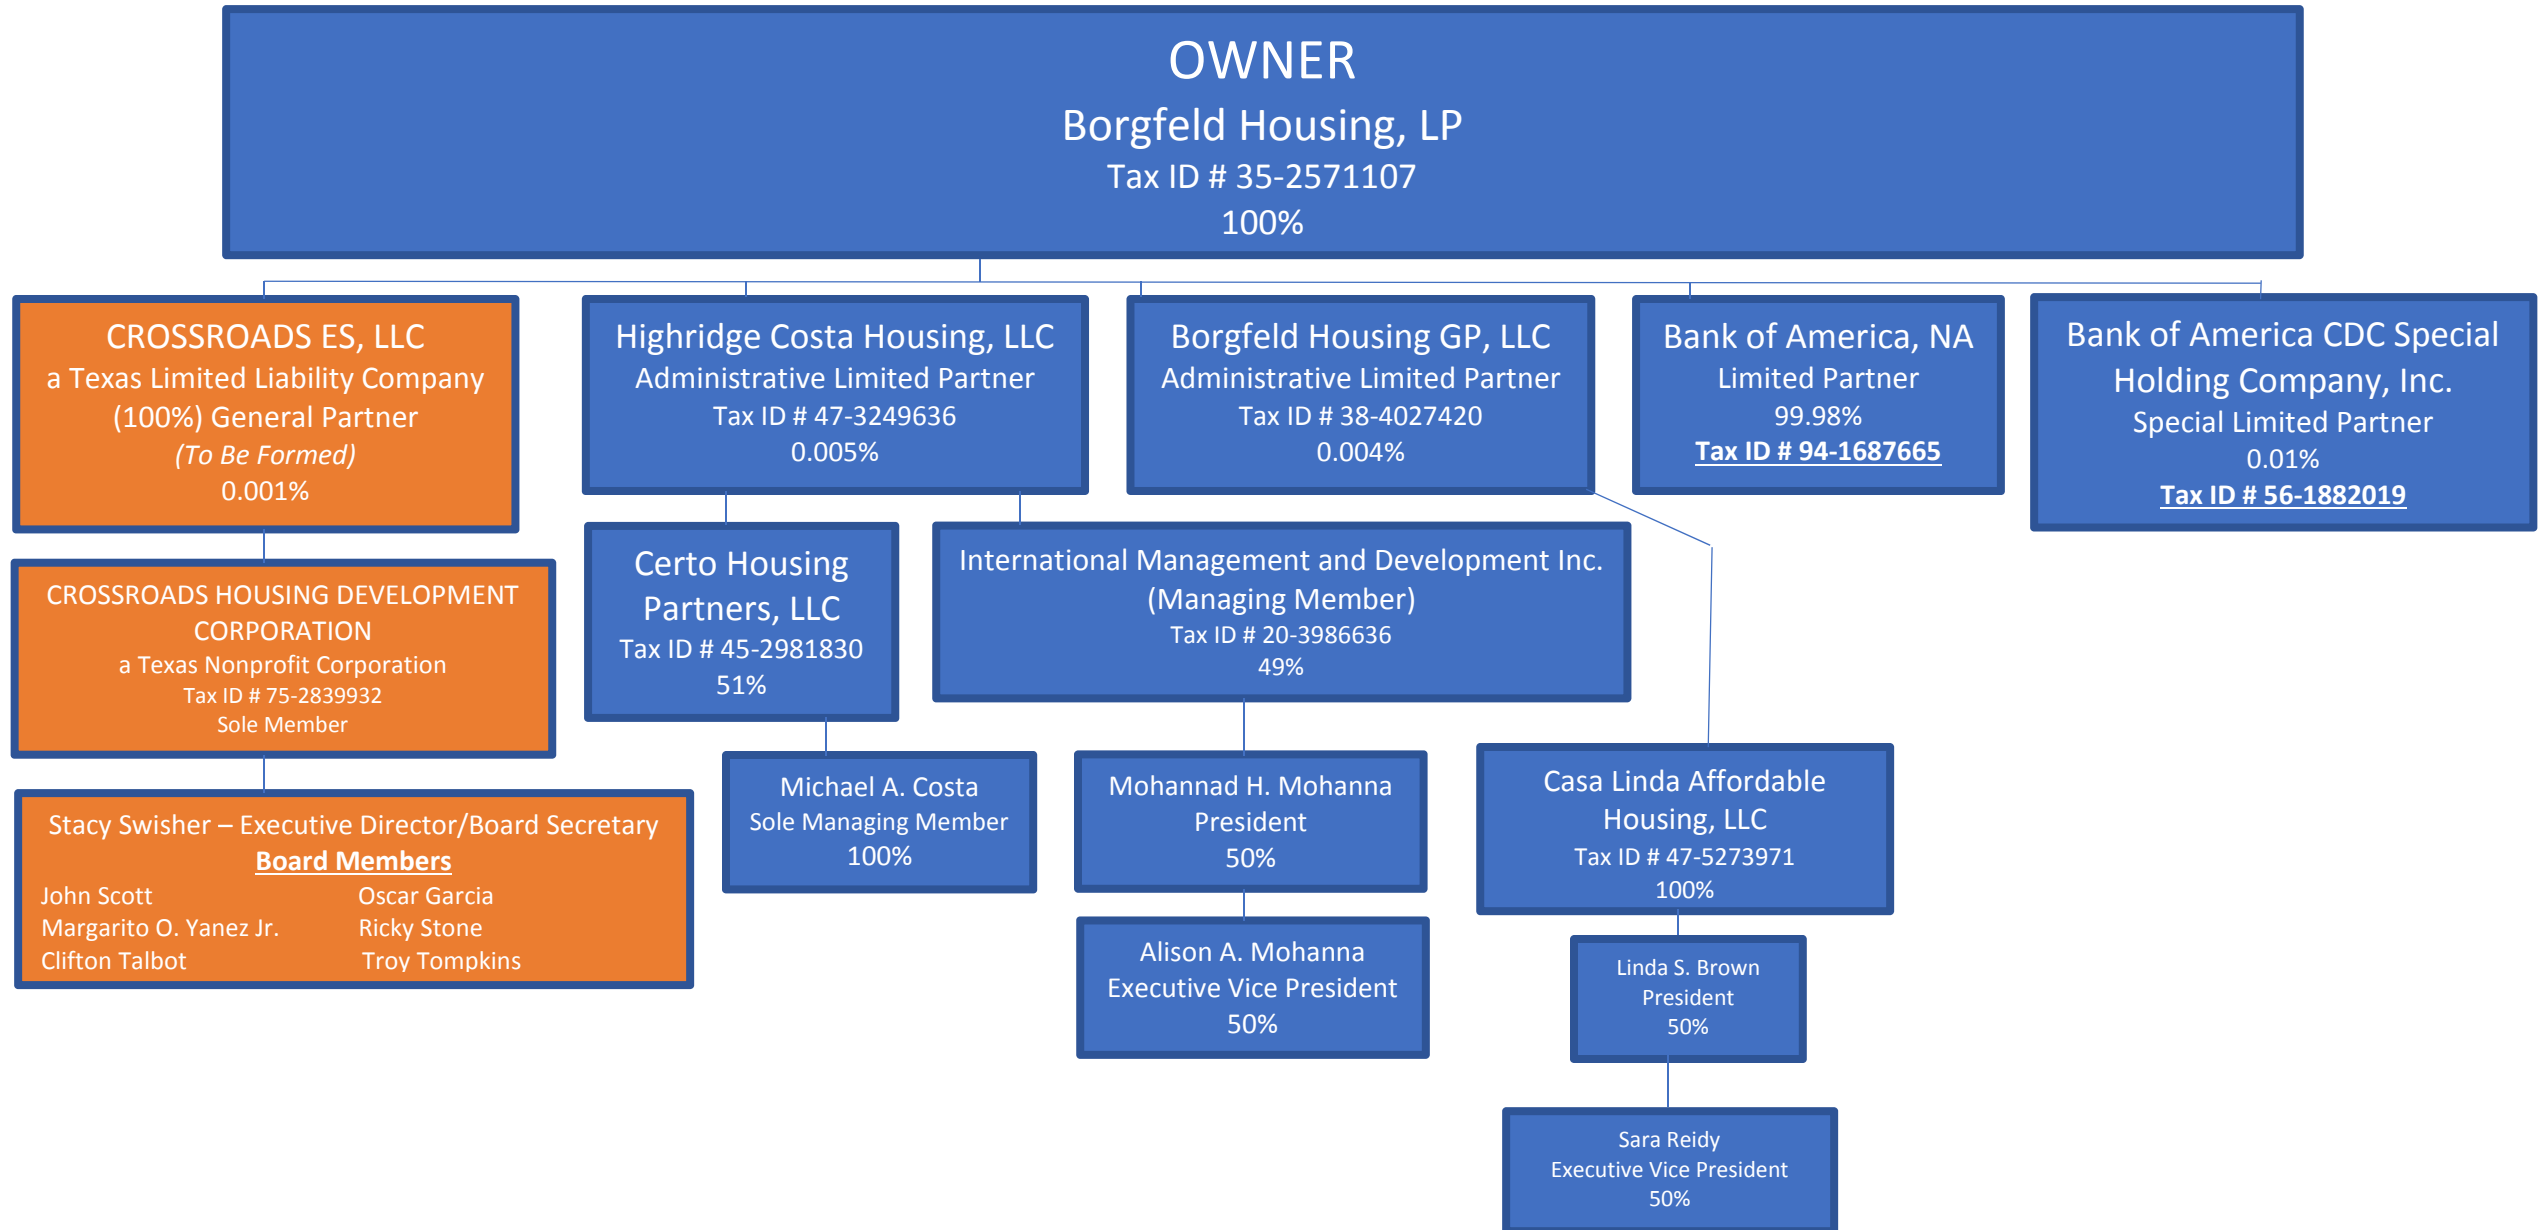 OWNER
Borgfeld Housing, LP
Tax ID # 35-2571107
100%
CROSSROADS ES, LLC
a Texas Limited Liability Company
(100%) General Partner
(To Be Formed)
0.001%
Highridge Costa Housing, LLC
Administrative Limited Partner
Tax ID # 47-3249636
0.005%
Borgfeld Housing GP, LLC
Administrative Limited Partner
Tax ID # 38-4027420
0.004%
Bank of America, NA
Limited Partner
99.98%
Tax ID # 94-1687665
Bank of America CDC Special
Holding Company, Inc.
Special Limited Partner
0.01%
Tax ID # 56-1882019
CROSSROADS HOUSING DEVELOPMENT
CORPORATION
a Texas Nonprofit Corporation
Tax ID # 75-2839932
Sole Member
Certo Housing
Partners, LLC
Tax ID # 45-2981830
51%
International Management and Development Inc.
(Managing Member)
Tax ID # 20-3986636
49%
Stacy Swisher – Executive Director/Board Secretary
Board Members
John Scott Oscar Garcia
Margarito O. Yanez Jr. Ricky Stone
Clifton Talbot Troy Tompkins
Michael A. Costa
Sole Managing Member
100%
Mohannad H. Mohanna
President
50%
Casa Linda Affordable
Housing, LLC
Tax ID # 47-5273971
100%
Alison A. Mohanna
Executive Vice President
50%
Linda S. Brown
President
50%
Sara Reidy
Executive Vice President
50%